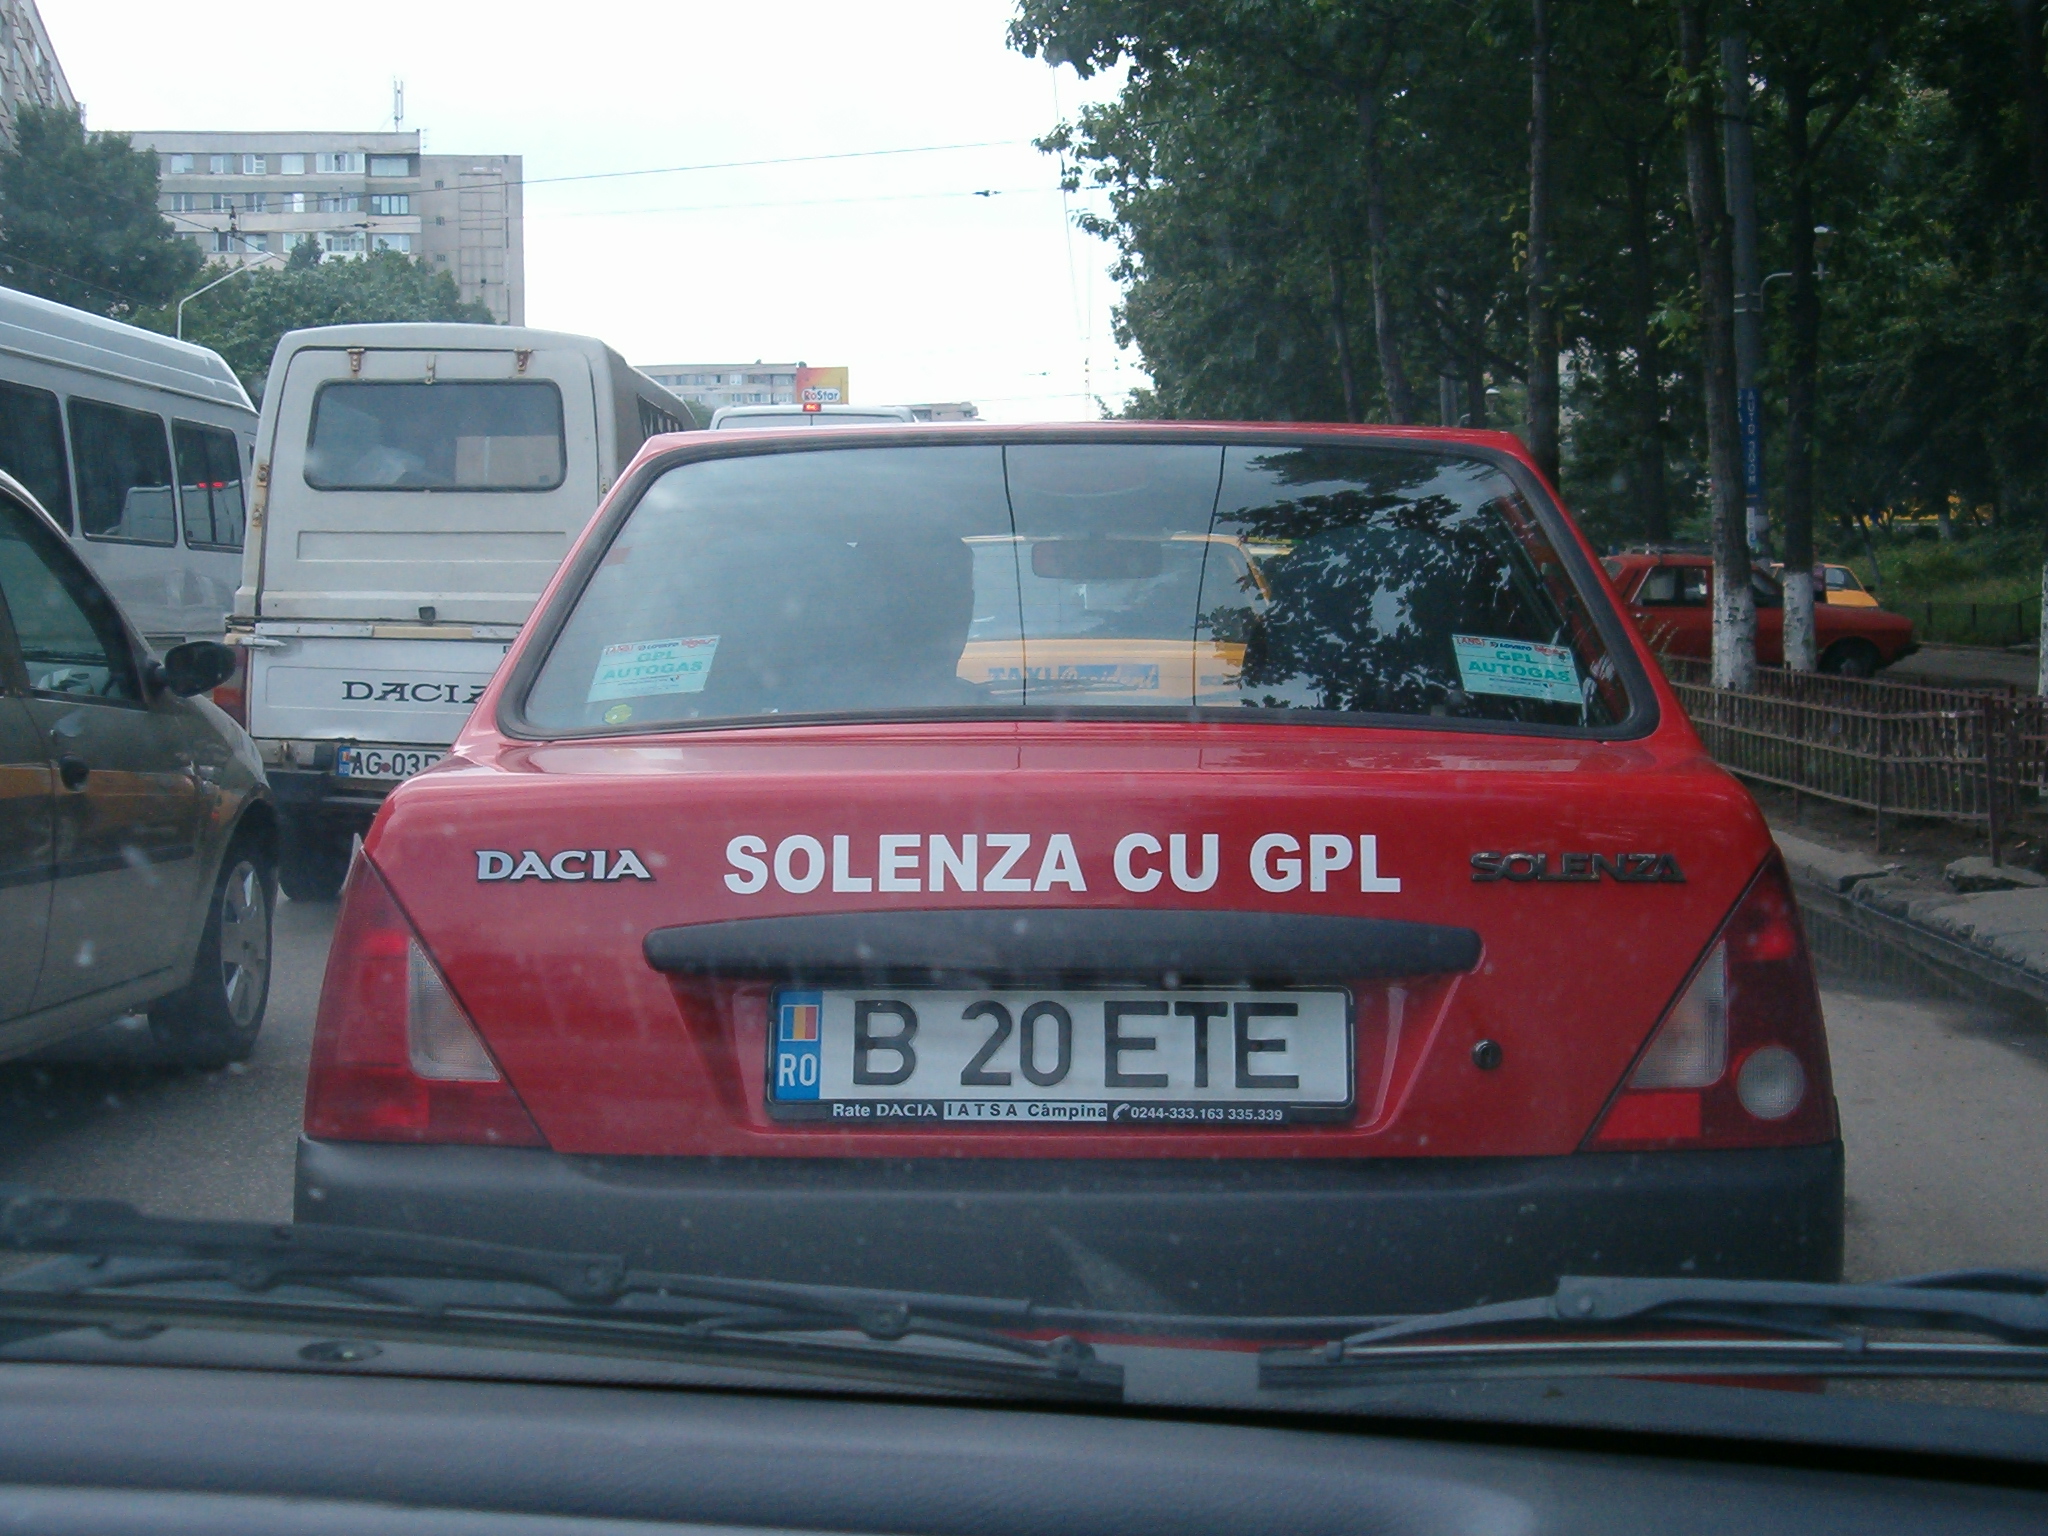 RoStar
GPL
AUTOGAS
GPL
AUTOGAS
TAXI
DACIA
AG 03
DACIA SOLENZA CU GPL SOLENZA
RO B 20 ETE
Rate DACIA IATSA Câmpina 0244-333.163 335.339